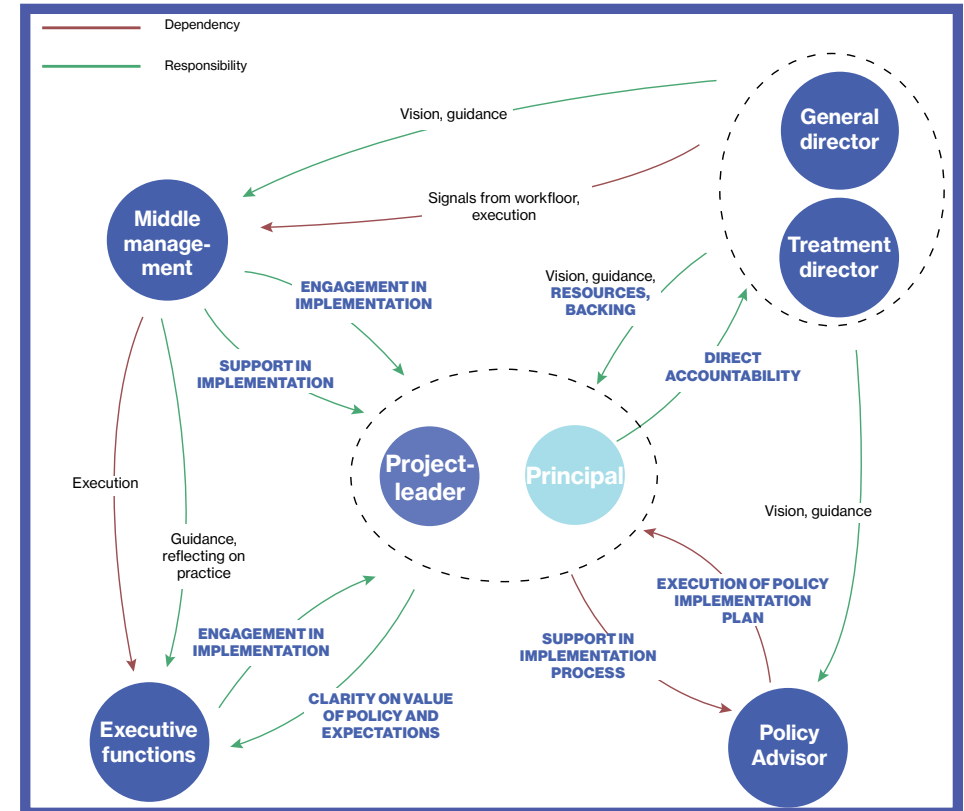 Dependency
Responsibility
General
director
Vision, guidance
Signals from workfloor,
execution
Middle
manage-
ment
Treatment
director
Vision, guidance,
RESOURCES,
BACKING
ENGAGEMENT IN
IMPLEMENTATION
SUPPORT IN
IMPLEMENTATION
DIRECT
ACCOUNTABILITY
Project-
leader
Principal
Execution
Vision, guidance
Guidance,
reflecting on
practice
EXECUTION OF POLICY
IMPLEMENTATION
PLAN
ENGAGEMENT IN
IMPLEMENTATION
SUPPORT IN
IMPLEMENTATION
PROCESS
CLARITY ON VALUE
OF POLICY AND
EXPECTATIONS
Executive
functions
Policy
Advisor